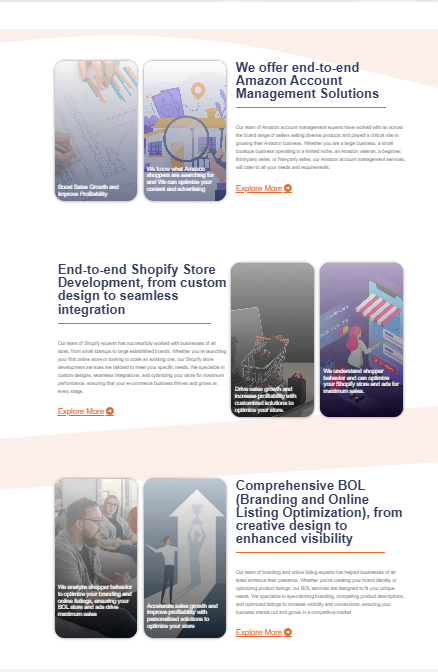 We offer end-to-end
Amazon Account
Management Solutions
Our team of Amazon account management experts have worked with an across
the board range of sellers selling diverse products and played a critical role in
growing their Amazon business. Whether you are a large business, a small
boutique business operating in a limited niche, an Amazon veteran, a beginner,
third-party seller, or first-party seller, our Amazon account management services,
will cater to all your needs and requirements.
Explore More
Boost Sales Growth and
Improve Profitability
We know what Amazon
shoppers are searching for
and We can optimize your
content and advertising
End-to-end Shopify Store
Development, from custom
design to seamless
integration
Our team of Shopify experts has successfully worked with businesses of all
sizes, from small startups to large established brands. Whether you're launching
your first online store or looking to scale an existing one, our Shopify store
development services are tailored to meet your specific needs. We specialize in
custom designs, seamless integrations, and optimizing your store for maximum
performance, ensuring that your e-commerce business thrives and grows at
every stage.
Explore More
Drive sales growth and
increase profitability with
customized solutions to
optimize your store.
We understand shopper
behavior and can optimize
your Shopify store and ads for
maximum sales.
Comprehensive BOL
(Branding and Online
Listing Optimization), from
creative design to
enhanced visibility
Our team of branding and online listing experts has helped businesses of all
sizes enhance their presence. Whether you're creating your brand identity or
optimizing product listings, our BOL services are designed to fit your unique
needs. We specialize in eye-catching branding, compelling product descriptions,
and optimized listings to increase visibility and conversions, ensuring your
business stands out and grows in a competitive market
Explore More
We analyze shopper behavior
to optimize your branding and
online listings, ensuring your
BOL store and ads drive
maximum sales
Accelerate sales growth and
improve profitability with
personalized solutions to
optimize your store